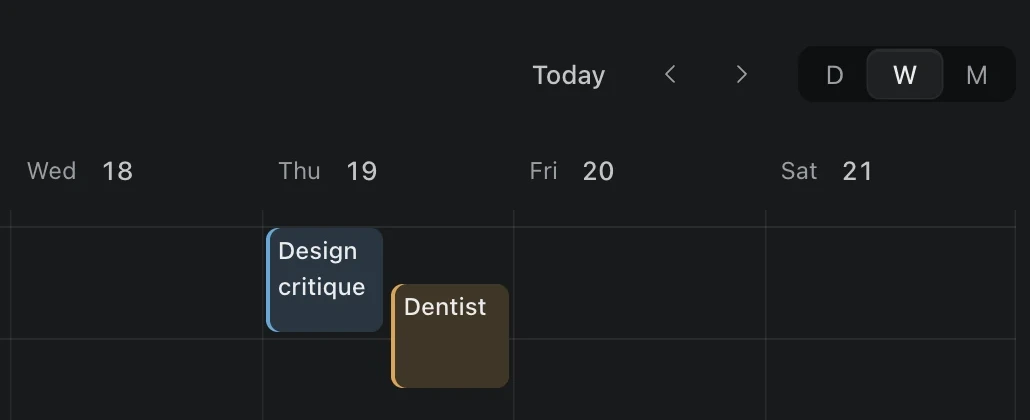 Today < > D W M
Wed 18 Thu 19 Fri 20 Sat 21
Design
critique
Dentist